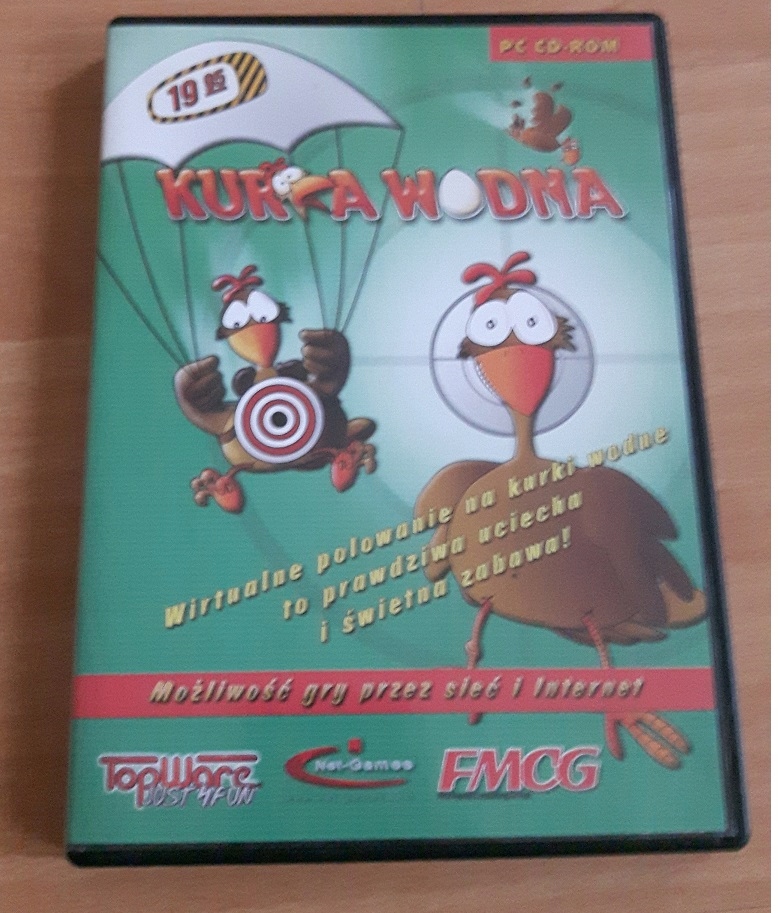 PC CD-ROM
19 95
KURKA WODNA
Wirtualne polowanie na kurki wodne
to prawdziwa uciecha
i świetna zabawa!
Możliwość gry przez sieć i Internet
TopWare
JUST 4 FUN
Net-Games
FMCG